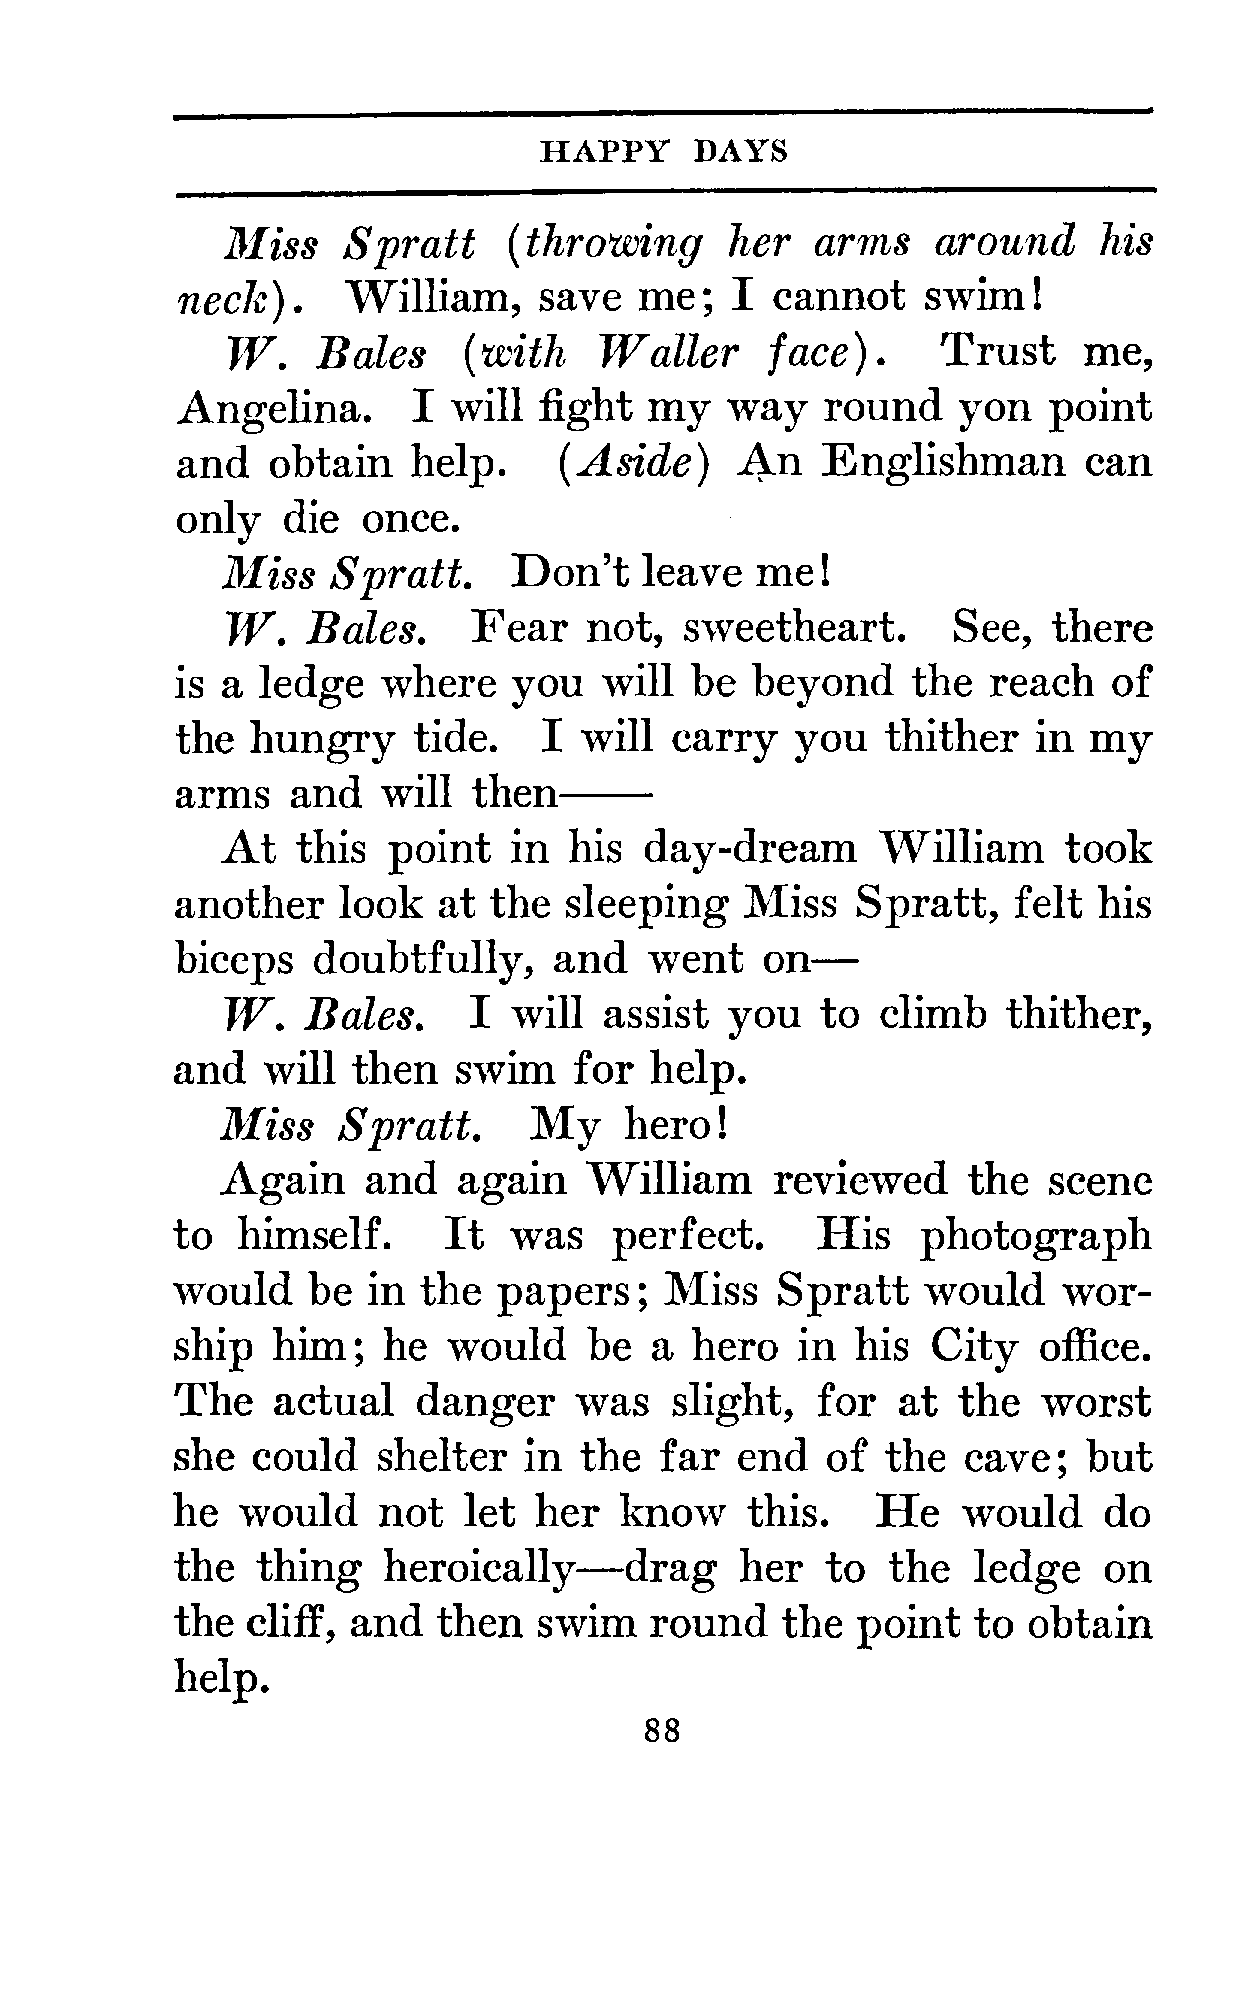 HAPPY DAYS
Miss Spratt (throwing her arms around his
neck). William, save me; I cannot swim!
W. Bales (with Waller face). Trust me,
Angelina. I will fight my way round yon point
and obtain help. (Aside) An Englishman can
only die once.
Miss Spratt. Don't leave me!
W. Bales. Fear not, sweetheart. See, there
is a ledge where you will be beyond the reach of
the hungry tide. I will carry you thither in my
arms and will then——
At this point in his day-dream William took
another look at the sleeping Miss Spratt, felt his
biceps doubtfully, and went on—
W. Bales. I will assist you to climb thither,
and will then swim for help.
Miss Spratt. My hero!
Again and again William reviewed the scene
to himself. It was perfect. His photograph
would be in the papers; Miss Spratt would wor-
ship him; he would be a hero in his City office.
The actual danger was slight, for at the worst
she could shelter in the far end of the cave; but
he would not let her know this. He would do
the thing heroically—drag her to the ledge on
the cliff, and then swim round the point to obtain
help.
88